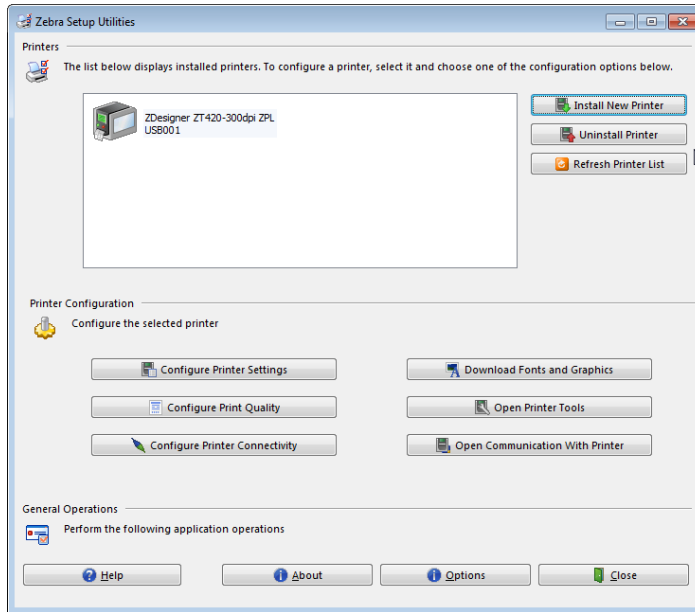 Zebra Setup Utilities
Printers
The list below displays installed printers. To configure a printer, select it and choose one of the configuration options below.
ZDesigner ZT420-300dpi ZPL
USB001
Install New Printer
Uninstall Printer
Refresh Printer List
Printer Configuration
Configure the selected printer
Configure Printer Settings
Download Fonts and Graphics
Configure Print Quality
Open Printer Tools
Configure Printer Connectivity
Open Communication With Printer
General Operations
Perform the following application operations
Help
About
Options
Close